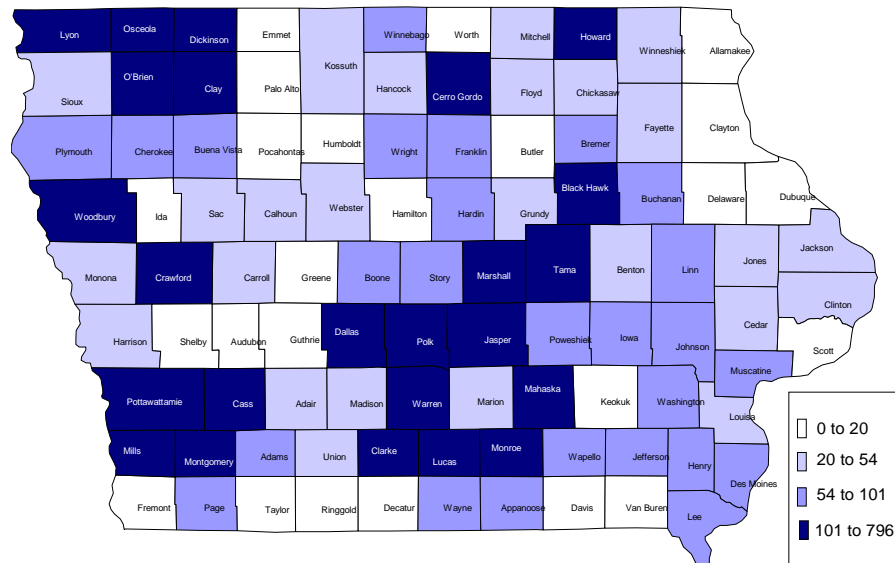 Lyon
Osceola
Dickinson
Emmet
Winnebago
Worth
Mitchell
Howard
Winneshiek
Allamakee
Sioux
O'Brien
Clay
Palo Alto
Kossuth
Hancock
Cerro Gordo
Floyd
Chickasaw
Fayette
Clayton
Plymouth
Cherokee
Buena Vista
Pocahontas
Humboldt
Wright
Franklin
Butler
Bremer
Woodbury
Ida
Sac
Calhoun
Webster
Hamilton
Hardin
Grundy
Black Hawk
Buchanan
Delaware
Dubuque
Monona
Crawford
Carroll
Greene
Boone
Story
Marshall
Tama
Benton
Linn
Jones
Jackson
Clinton
Harrison
Shelby
Audubon
Guthrie
Dallas
Polk
Jasper
Poweshiek
Iowa
Johnson
Cedar
Scott
Muscatine
Pottawattamie
Cass
Adair
Madison
Warren
Marion
Mahaska
Keokuk
Washington
Louisa
Mills
Montgomery
Adams
Union
Clarke
Lucas
Monroe
Wapello
Jefferson
Henry
Des Moines
Fremont
Page
Taylor
Ringgold
Decatur
Wayne
Appanoose
Davis
Van Buren
Lee
0 to 20
20 to 54
54 to 101
101 to 796